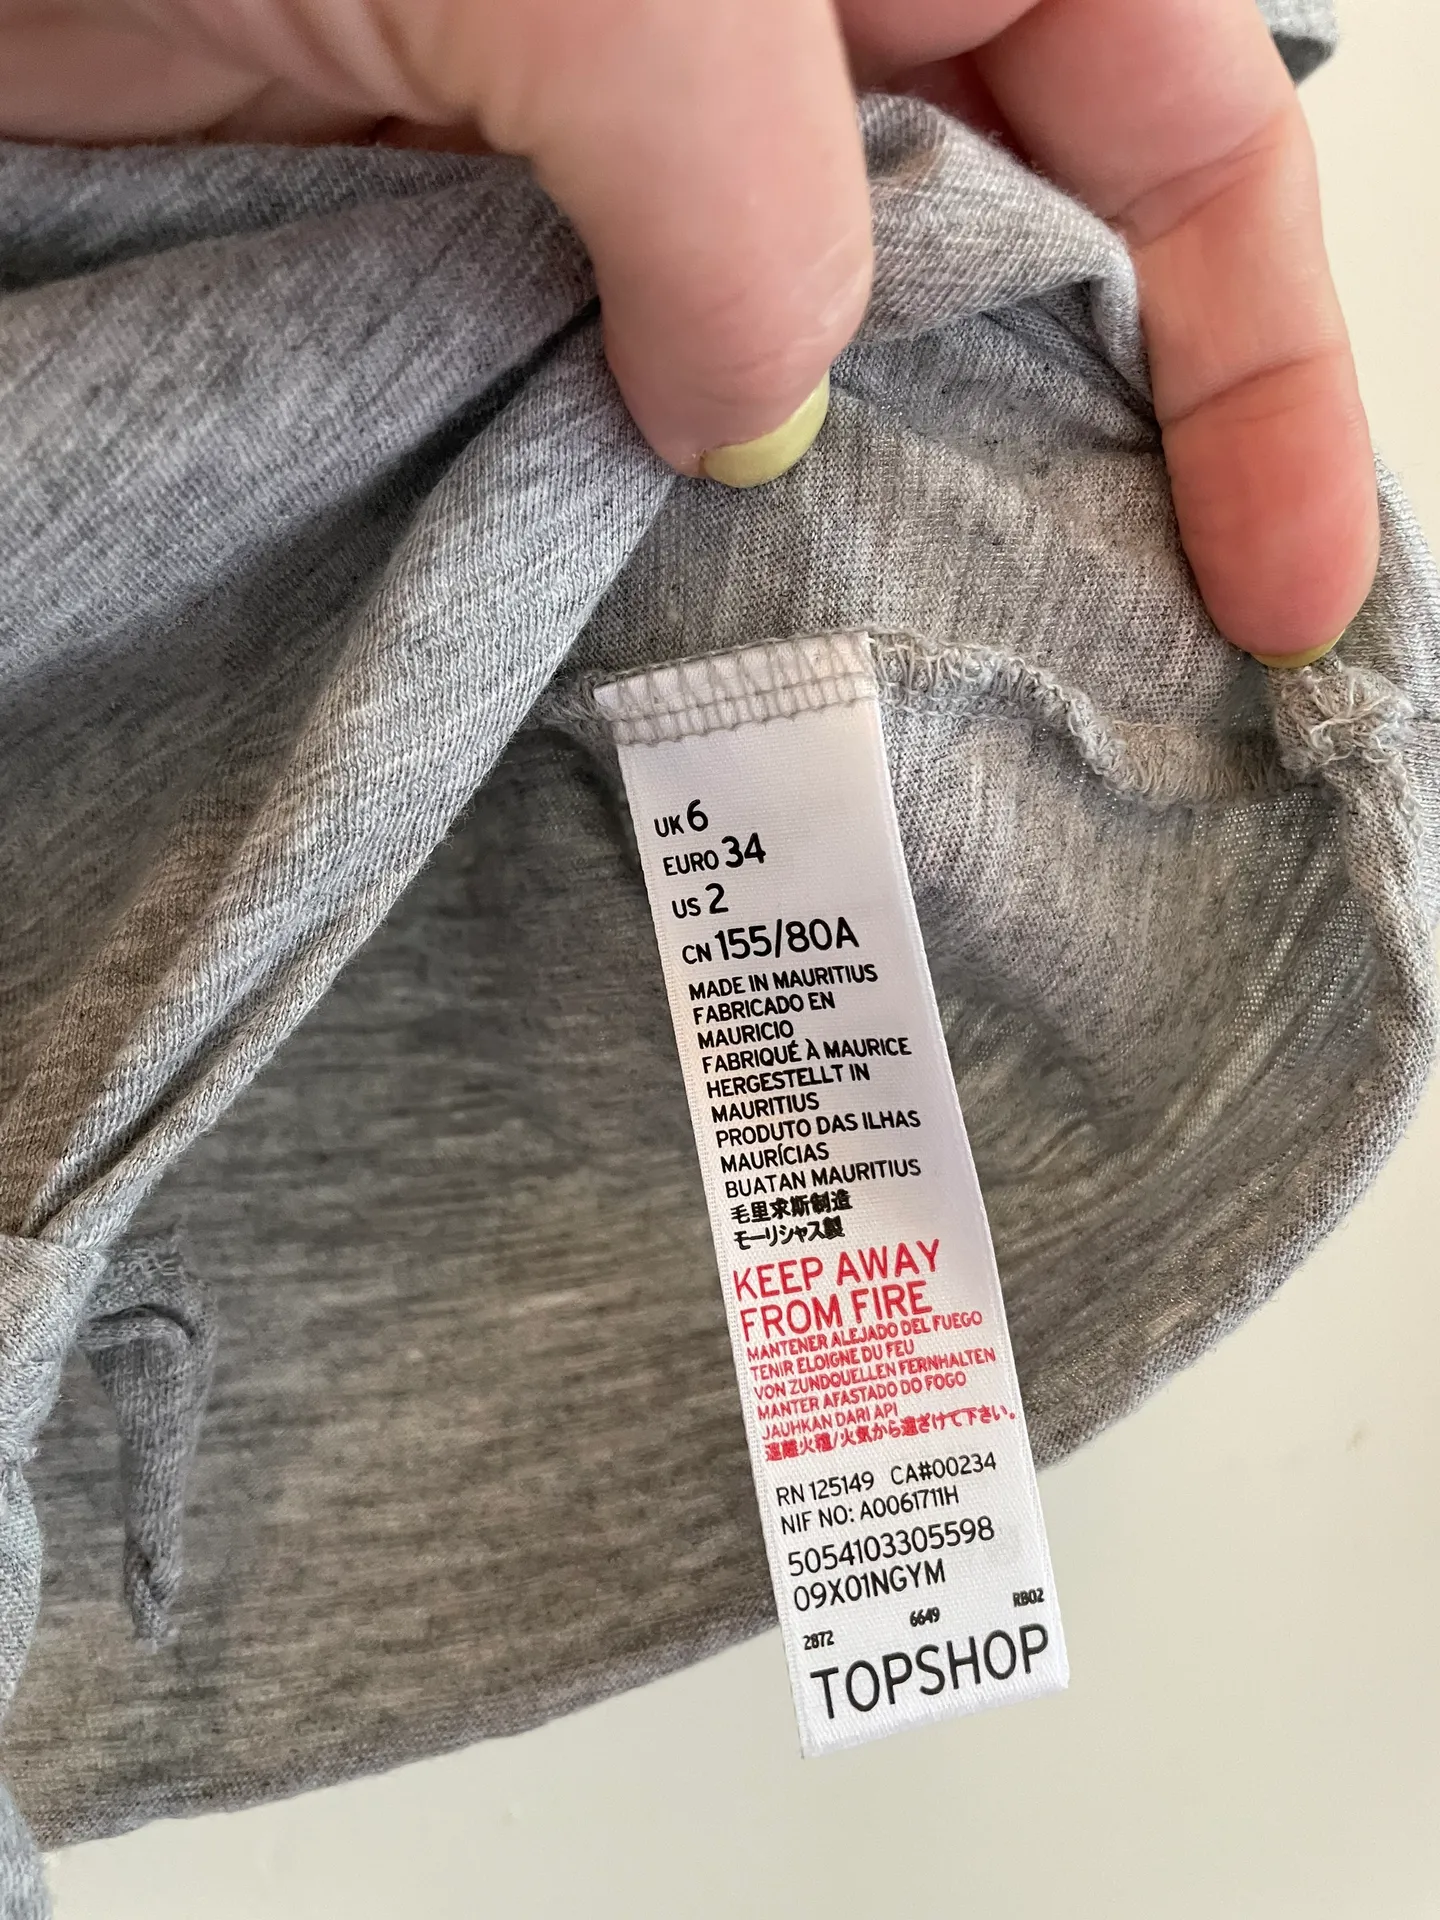 UK 6
EURO 34
US 2
CN 155/80A
MADE IN MAURITIUS
FABRICADO EN
MAURICIO
FABRIQUÉ À MAURICE
HERGESTELLT IN
MAURITIUS
PRODUTO DAS ILHAS
MAURÍCIAS
BUATAN MAURITIUS
毛里求斯制造
モーリシャス製
KEEP AWAY
FROM FIRE
MANTENER ALEJADO DEL FUEGO
TENIR ELOIGNE DU FEU
VON ZUNDQUELLEN FERNHALTEN
MANTER AFASTADO DO FOGO
JAUHKAN DARI API
遠離火種/火気から遠ざけて下さい。
RN 125149 CA#00234
NIF NO: A0061711H
5054103305598
09X01NGYM
2872 6649 RB02
TOPSHOP